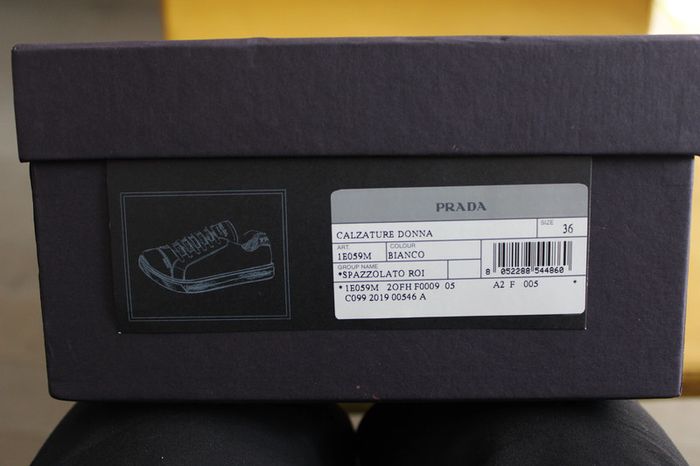 PRADA
CALZATURE DONNA SIZE 36
ART. COLOUR
1E059M BIANCO
GROUP NAME
*SPAZZOLATO ROI
8 052288 544860
* 1E059M 2OFH F0009 05 A2 F 005 *
C099 2019 00546 A